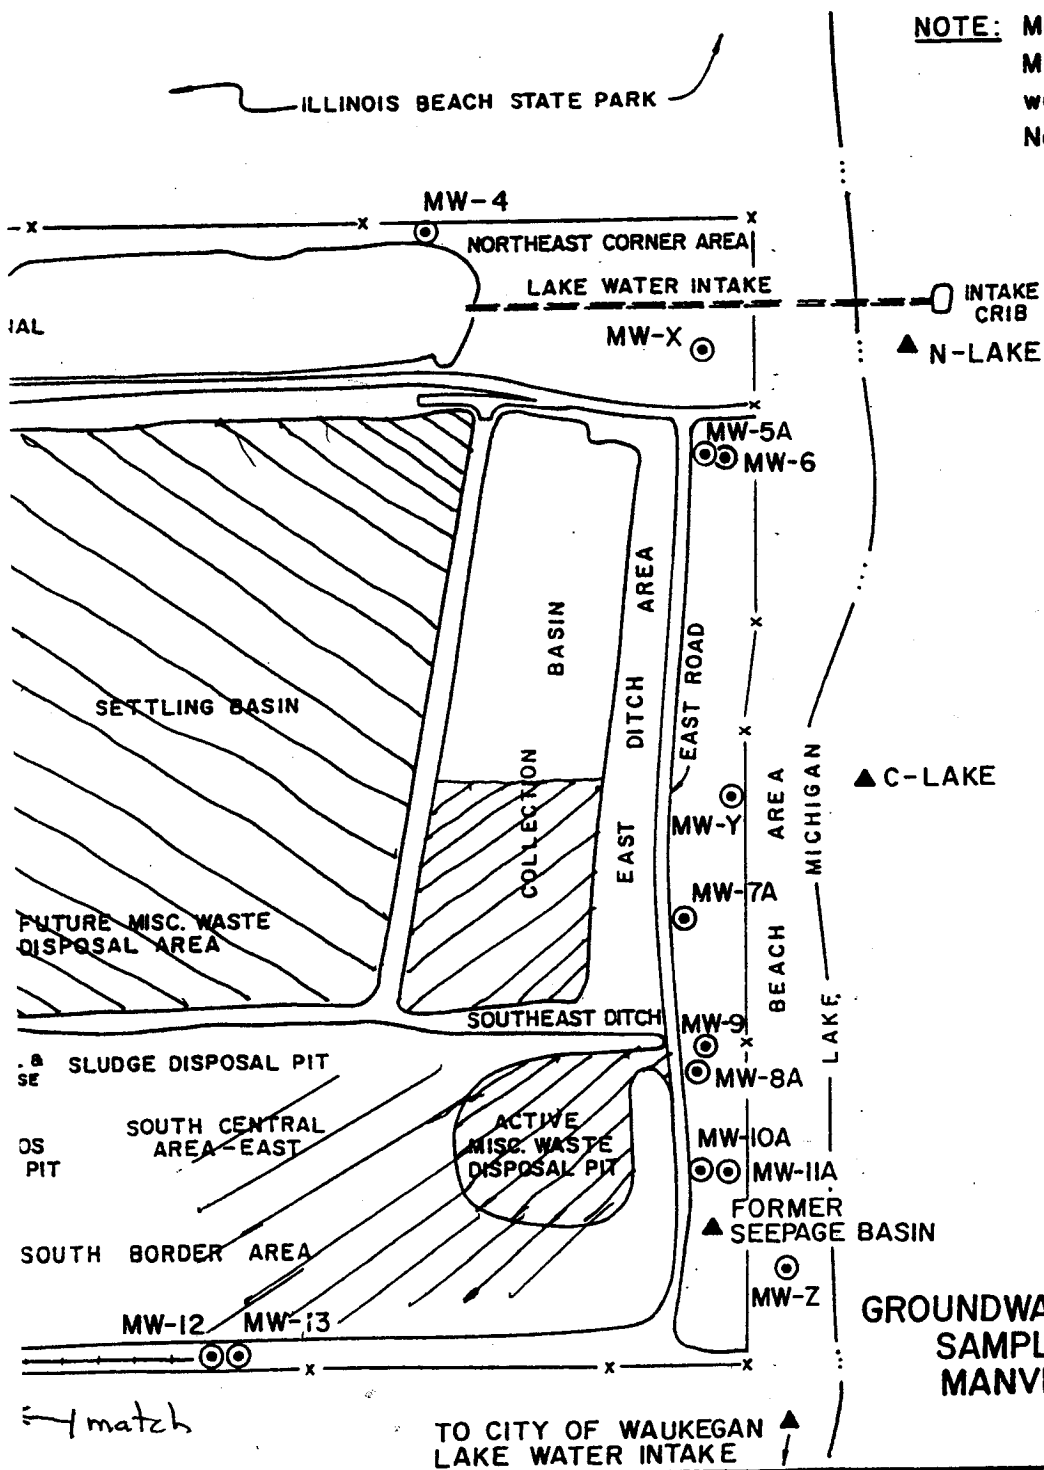 NOTE: M
M
w
N
ILLINOIS BEACH STATE PARK
MW-4
NORTHEAST CORNER AREA
LAKE WATER INTAKE
INTAKE
CRIB
IAL
MW-X
N-LAKE
MW-5A
MW-6
BASIN
COLLECTION
EAST DITCH AREA
EAST ROAD
SETTLING BASIN
C-LAKE
MW-Y
BEACH AREA
LAKE MICHIGAN
MW-7A
FUTURE MISC. WASTE
DISPOSAL AREA
SOUTHEAST DITCH
MW-9
MW-8A
. a
SE
SLUDGE DISPOSAL PIT
SOUTH CENTRAL
AREA-EAST
ACTIVE
MISC. WASTE
DISPOSAL PIT
OS
PIT
MW-10A
MW-11A
FORMER
SEEPAGE BASIN
SOUTH BORDER AREA
MW-Z
MW-12
MW-13
GROUNDWA
SAMPL
MANV
match
TO CITY OF WAUKEGAN
LAKE WATER INTAKE